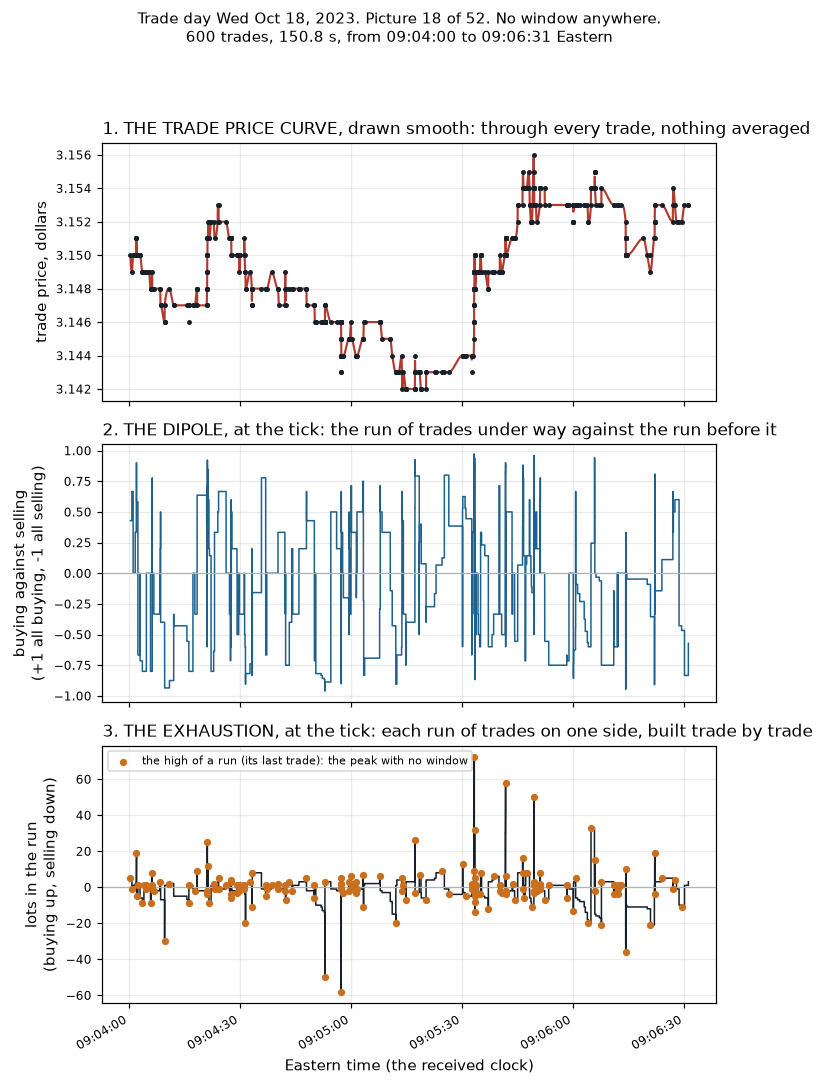 Trade day Wed Oct 18, 2023. Picture 18 of 52. No window anywhere.
600 trades, 150.8 s, from 09:04:00 to 09:06:31 Eastern
1. THE TRADE PRICE CURVE, drawn smooth: through every trade, nothing averaged
trade price, dollars
3.156
3.154
3.152
3.150
3.148
3.146
3.144
3.142
2. THE DIPOLE, at the tick: the run of trades under way against the run before it
buying against selling
(+1 all buying, -1 all selling)
1.00
0.75
0.50
0.25
0.00
−0.25
−0.50
−0.75
−1.00
3. THE EXHAUSTION, at the tick: each run of trades on one side, built trade by trade
the high of a run (its last trade): the peak with no window
lots in the run
(buying up, selling down)
60
40
20
0
−20
−40
−60
09:04:00
09:04:30
09:05:00
09:05:30
09:06:00
09:06:30
Eastern time (the received clock)